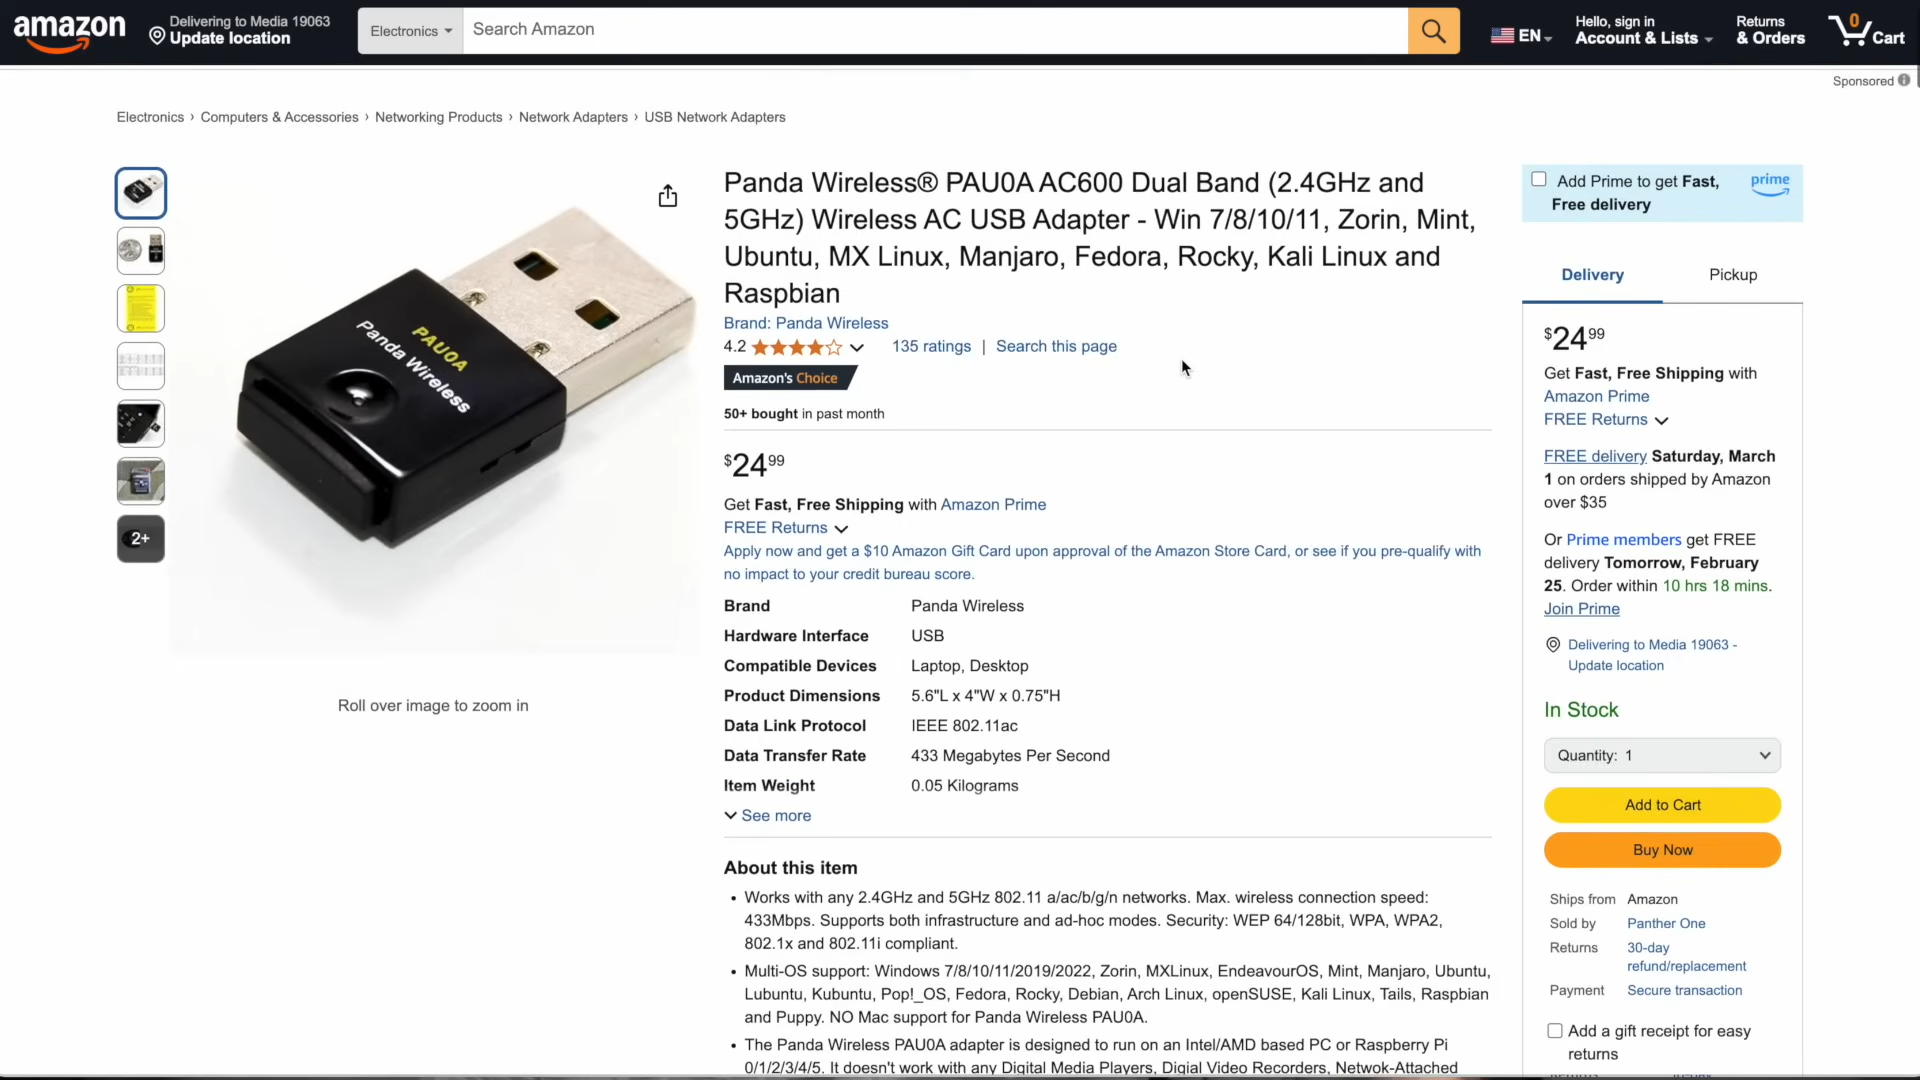 amazon
Delivering to Media 19063
Update location
Electronics
Search Amazon
EN
Hello, sign in
Account & Lists
Returns
& Orders
0
Cart
Sponsored
Electronics › Computers & Accessories › Networking Products › Network Adapters › USB Network Adapters
2+
PAU0A
Panda Wireless
Roll over image to zoom in
Panda Wireless® PAU0A AC600 Dual Band (2.4GHz and
5GHz) Wireless AC USB Adapter - Win 7/8/10/11, Zorin, Mint,
Ubuntu, MX Linux, Manjaro, Fedora, Rocky, Kali Linux and
Raspbian
Brand: Panda Wireless
4.2 135 ratings | Search this page
Amazon's Choice
50+ bought in past month
$24 99
Get Fast, Free Shipping with Amazon Prime
FREE Returns
Apply now and get a $10 Amazon Gift Card upon approval of the Amazon Store Card, or see if you pre-qualify with
no impact to your credit bureau score.
Brand Panda Wireless
Hardware Interface USB
Compatible Devices Laptop, Desktop
Product Dimensions 5.6"L x 4"W x 0.75"H
Data Link Protocol IEEE 802.11ac
Data Transfer Rate 433 Megabytes Per Second
Item Weight 0.05 Kilograms
See more
About this item
• Works with any 2.4GHz and 5GHz 802.11 a/ac/b/g/n networks. Max. wireless connection speed:
433Mbps. Supports both infrastructure and ad-hoc modes. Security: WEP 64/128bit, WPA, WPA2,
802.1x and 802.11i compliant.
• Multi-OS support: Windows 7/8/10/11/2019/2022, Zorin, MXLinux, EndeavourOS, Mint, Manjaro, Ubuntu,
Lubuntu, Kubuntu, Pop!_OS, Fedora, Rocky, Debian, Arch Linux, openSUSE, Kali Linux, Tails, Raspbian
and Puppy. NO Mac support for Panda Wireless PAU0A.
• The Panda Wireless PAU0A adapter is designed to run on an Intel/AMD based PC or Raspberry Pi
0/1/2/3/4/5. It doesn't work with any Digital Media Players, Digial Video Recorders, Netwok-Attached
Add Prime to get Fast,
Free delivery
prime
Delivery
Pickup
$24 99
Get Fast, Free Shipping with
Amazon Prime
FREE Returns
FREE delivery Saturday, March
1 on orders shipped by Amazon
over $35
Or Prime members get FREE
delivery Tomorrow, February
25. Order within 10 hrs 18 mins.
Join Prime
Delivering to Media 19063 -
Update location
In Stock
Quantity: 1
Add to Cart
Buy Now
Ships from Amazon
Sold by Panther One
Returns 30-day
refund/replacement
Payment Secure transaction
Add a gift receipt for easy
returns